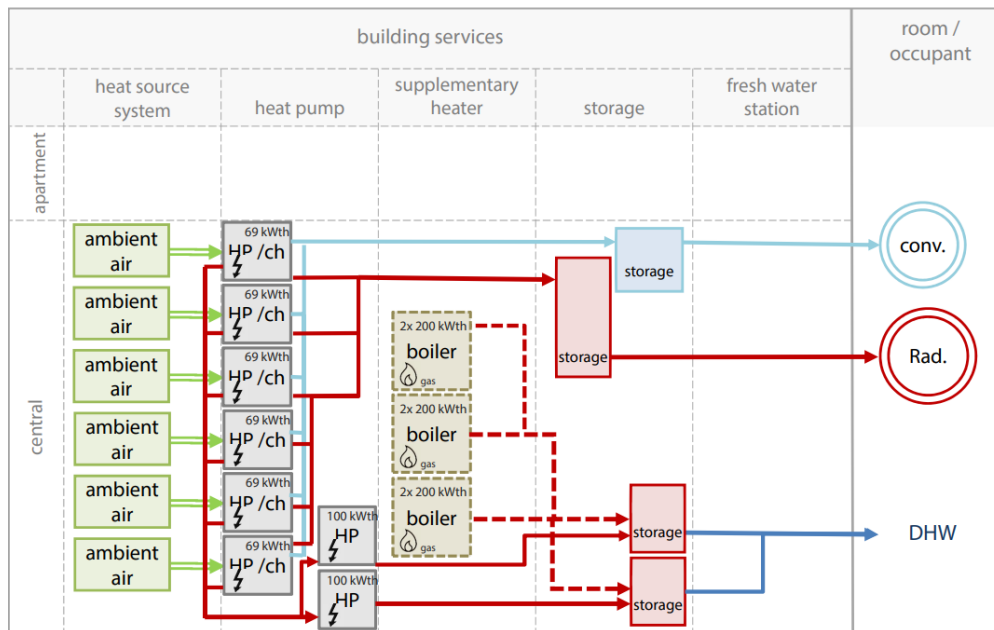 building services
room /
occupant
heat source
system
heat pump
supplementary
heater
storage
fresh water
station
apartment
central
ambient
air
69 kWth
HP /ch
storage
conv.
ambient
air
69 kWth
HP /ch
2x 200 kWth
boiler
gas
storage
Rad.
ambient
air
69 kWth
HP /ch
ambient
air
69 kWth
HP /ch
2x 200 kWth
boiler
gas
ambient
air
69 kWth
HP /ch
2x 200 kWth
boiler
gas
100 kWth
HP
storage
DHW
ambient
air
69 kWth
HP /ch
100 kWth
HP
storage